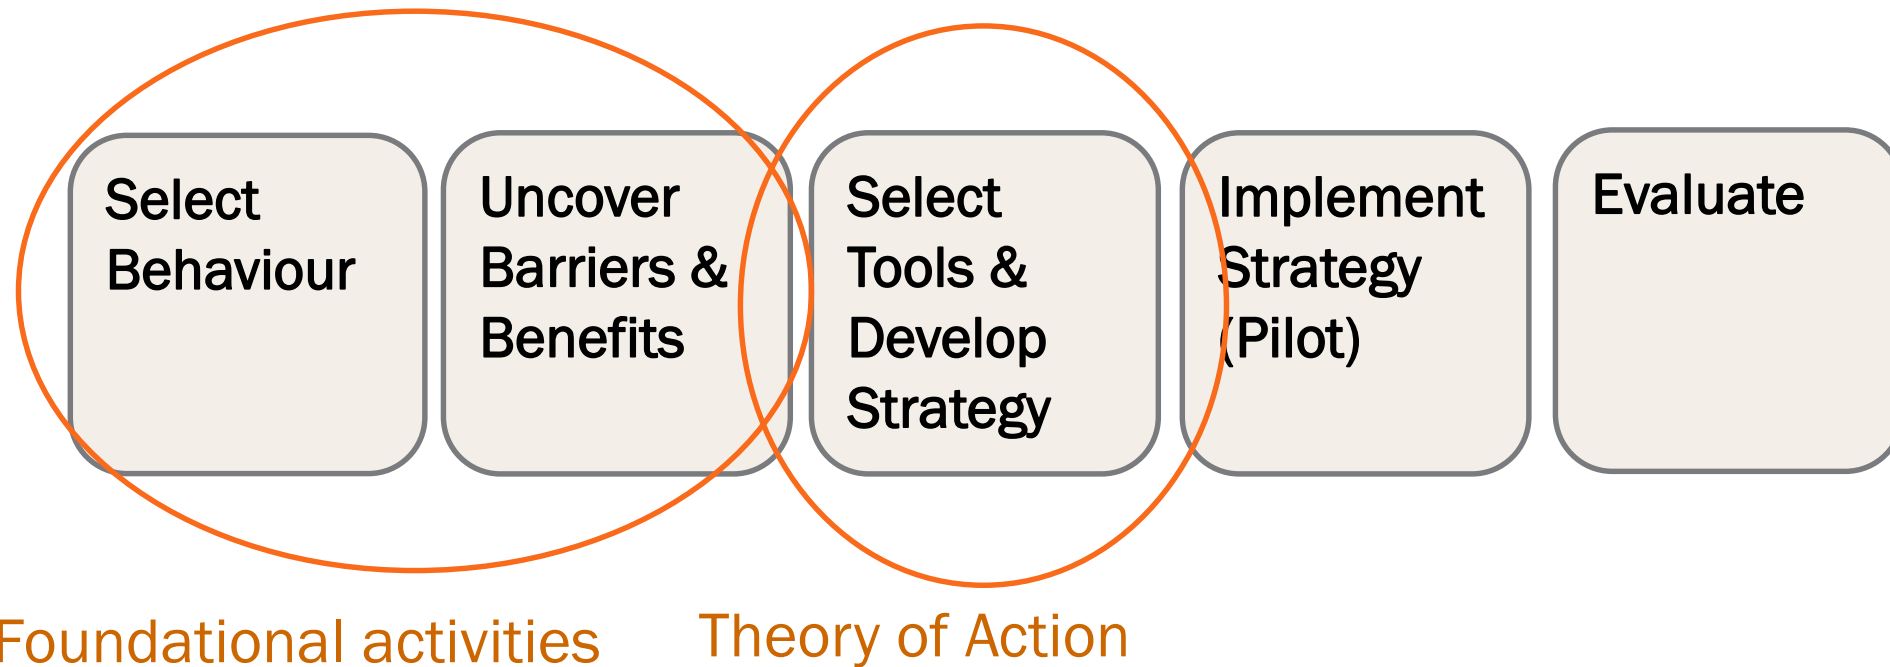 Select
Behaviour
Uncover
Barriers &
Benefits
Select
Tools &
Develop
Strategy
Implement
Strategy
(Pilot)
Evaluate
Foundational activities
Theory of Action